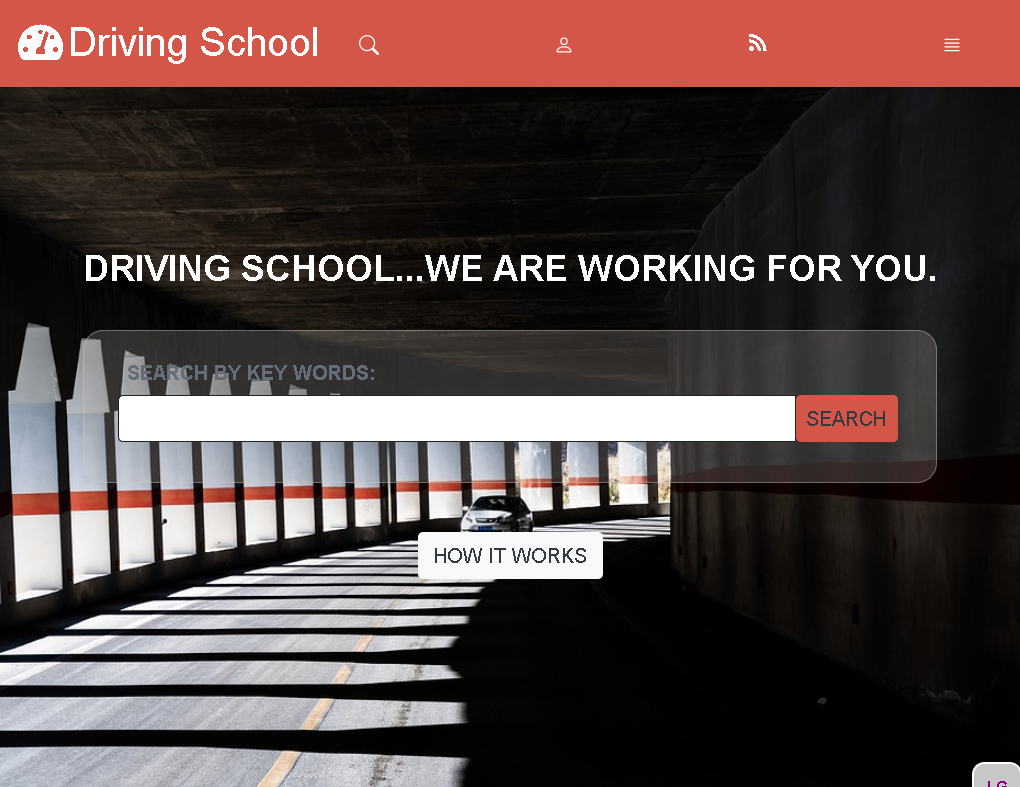 Driving School
DRIVING SCHOOL...WE ARE WORKING FOR YOU.
SEARCH BY KEY WORDS:
SEARCH
HOW IT WORKS
LG